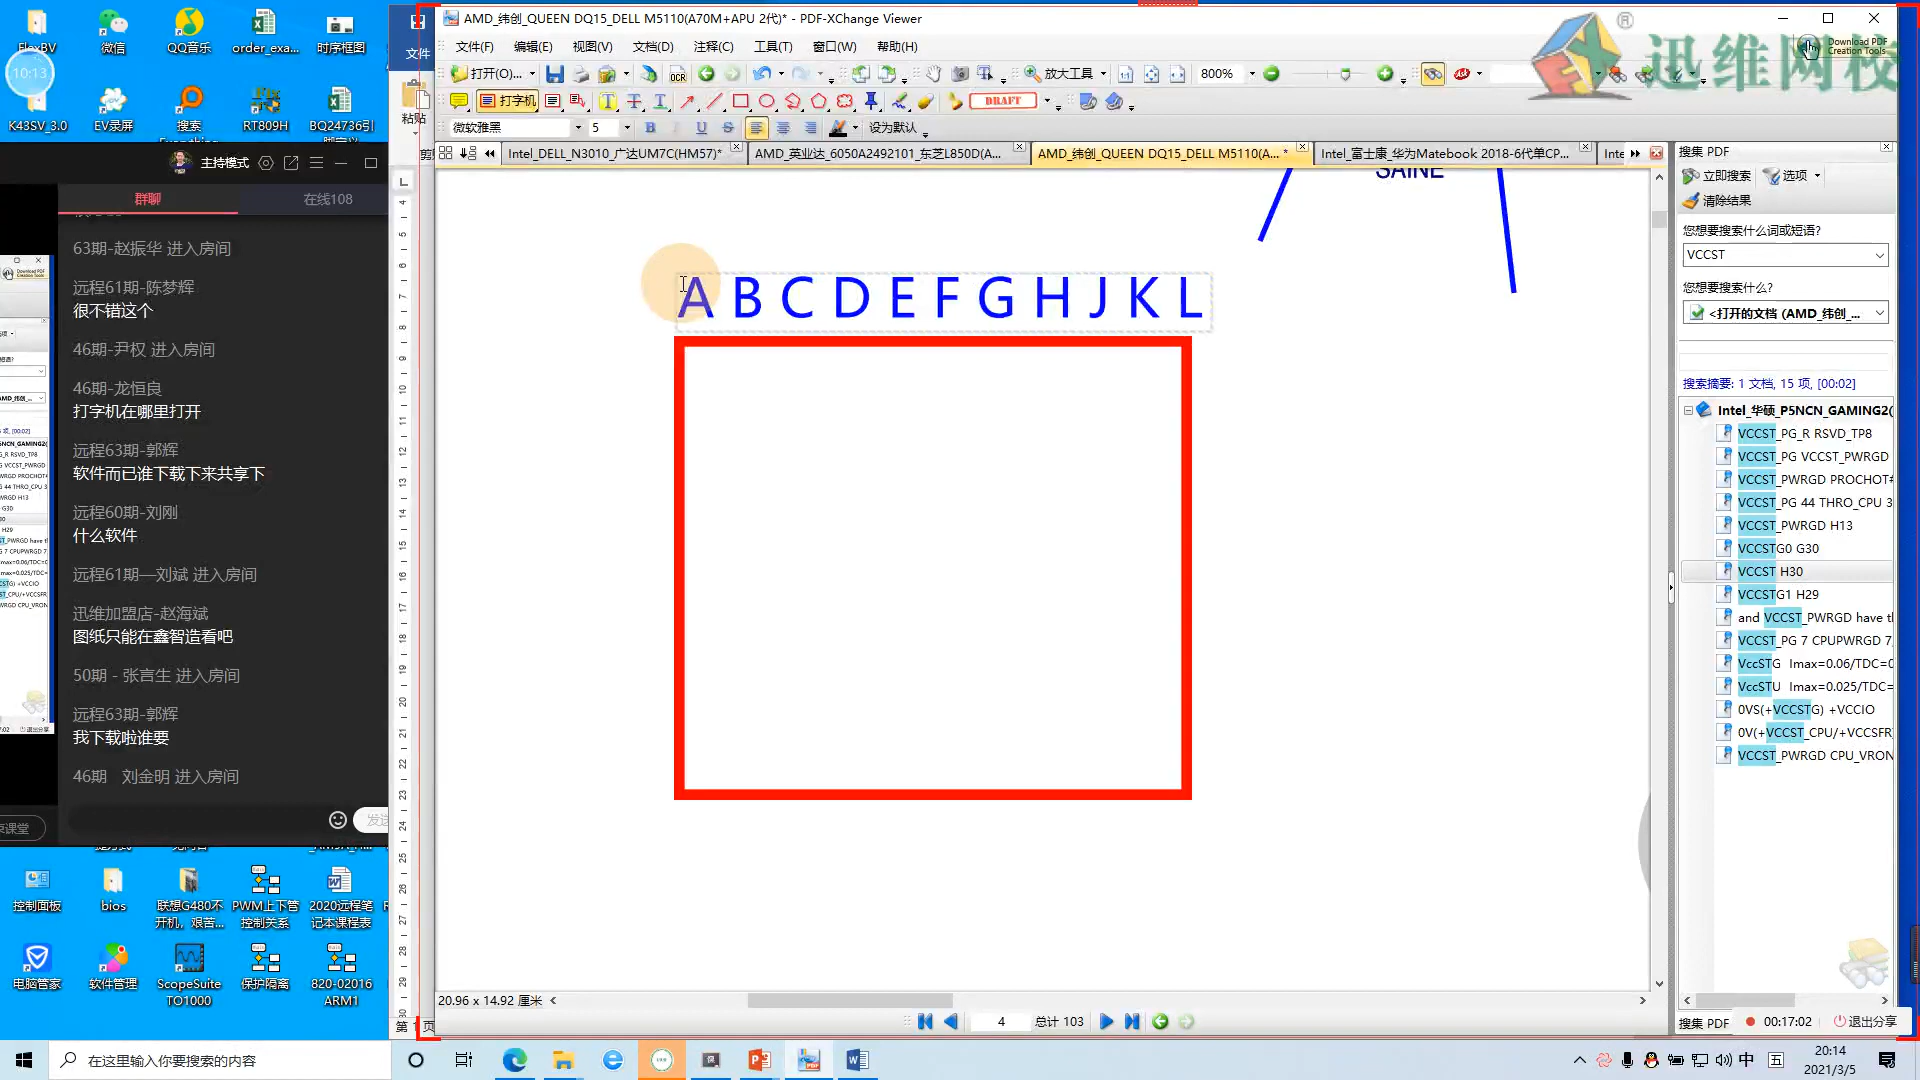 FlexBV
微信
QQ音乐
order_exa...
时序框图
10:13
K43SV_3.0
EV录屏
搜索
RT809H
BQ24736引
主持模式
群聊
在线108
63期-赵振华 进入房间
远程61期-陈梦辉
很不错这个
46期-尹权 进入房间
46期-龙恒良
打字机在哪里打开
远程63期-郭辉
软件而已谁下载下来共享下
远程60期-刘刚
什么软件
远程61期—刘斌 进入房间
迅维加盟店-赵海斌
图纸只能在鑫智造看吧
50期 - 张言生 进入房间
远程63期-郭辉
我下载啦谁要
46期 刘金明 进入房间
控制面板
bios
联想G480不
开机，艰苦...
PWM上下管
控制关系
2020远程笔
记本课程表
电脑管家
软件管理
ScopeSuite
TO1000
保护隔离
820-02016
ARM1
文件
粘贴
AMD_纬创_QUEEN DQ15_DELL M5110(A70M+APU 2代)* - PDF-XChange Viewer
文件(F)
编辑(E)
视图(V)
文档(D)
注释(C)
工具(T)
窗口(W)
帮助(H)
Download PDF
Creation Tools
迅维网校
®
打开(O)...
OCR
放大工具
800%
打字机
DRAFT
微软雅黑
5
B
U
设为默认
Intel_DELL_N3010_广达UM7C(HM57)*
AMD_英业达_6050A2492101_东芝L850D(A...
AMD_纬创_QUEEN DQ15_DELL M5110(A... *
Intel_富士康_华为Matebook 2018-6代单CP...
Inte
SAINE
A B C D E F G H J K L
20.96 x 14.92 厘米
4
总计 103
搜集 PDF
立即搜索
选项
清除结果
您想要搜索什么词或短语?
VCCST
您想要搜索什么?
<打开的文档 (AMD_纬创_...
搜索摘要: 1 文档, 15 项, [00:02]
Intel_华硕_P5NCN_GAMING2(
VCCST_PG_R RSVD_TP8
VCCST_PG VCCST_PWRGD
VCCST_PWRGD PROCHOT#
VCCST_PG 44 THRO_CPU 3
VCCST_PWRGD H13
VCCSTG0 G30
VCCST H30
VCCSTG1 H29
and VCCST_PWRGD have th
VCCST_PG 7 CPUPWRGD 7
VccSTG Imax=0.06/TDC=0
VccSTU Imax=0.025/TDC=
0VS(+VCCSTG) +VCCIO
0V(+VCCST_CPU/+VCCSFR
VCCST_PWRGD CPU_VRON
搜集 PDF
00:17:02
退出分享
在这里输入你要搜索的内容
中
五
20:14
2021/3/5